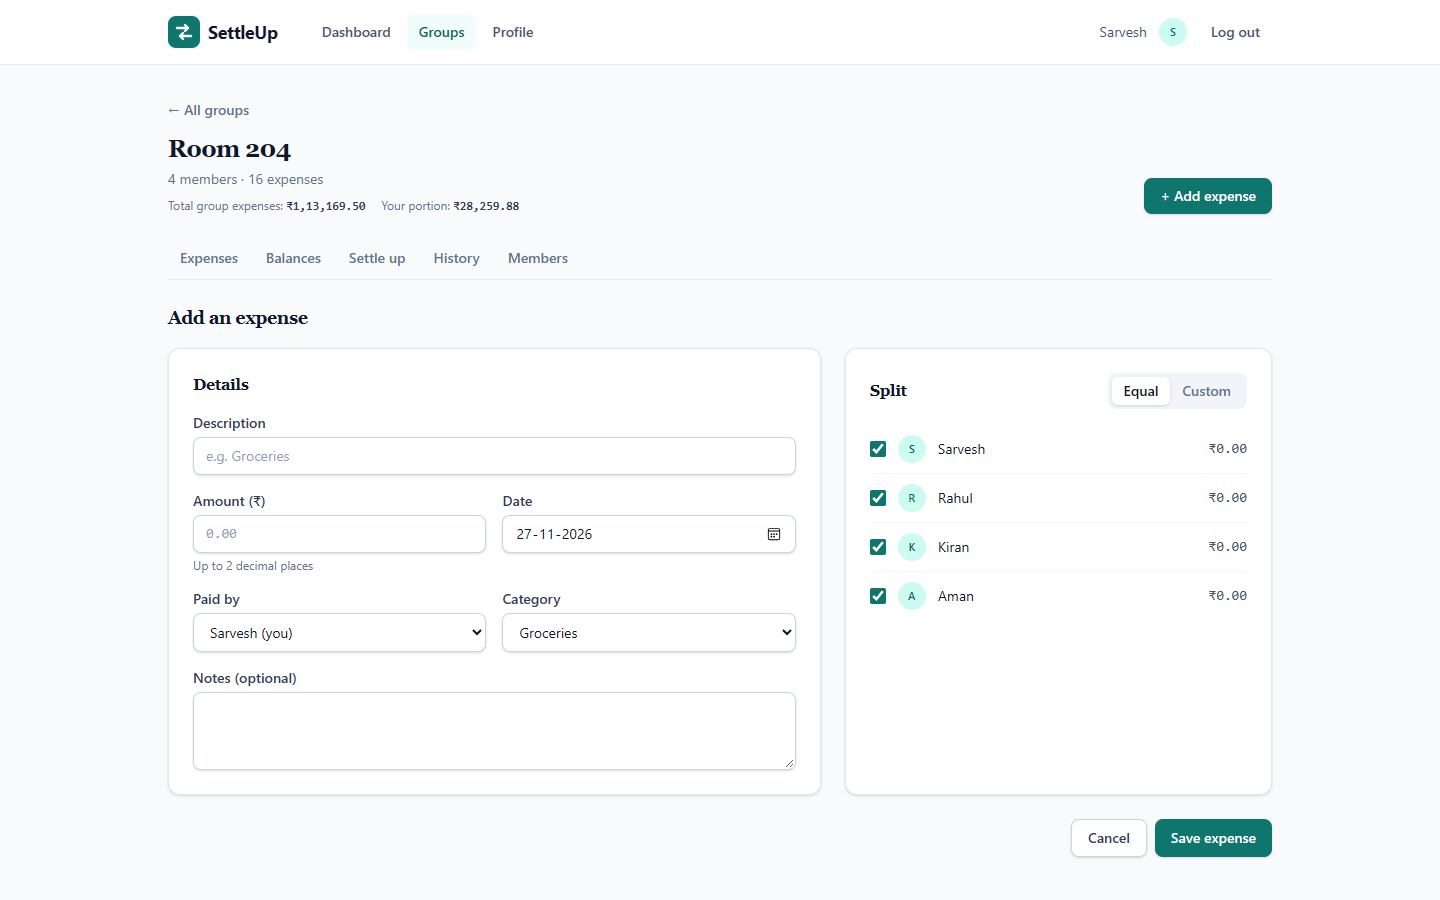 SettleUp Dashboard Groups Profile Sarvesh S Log out
← All groups
Room 204
4 members · 16 expenses
Total group expenses: ₹1,13,169.50 Your portion: ₹28,259.88
+ Add expense
Expenses Balances Settle up History Members
Add an expense
Details
Description
e.g. Groceries
Amount (₹) Date
0.00 27-11-2026
Up to 2 decimal places
Paid by Category
Sarvesh (you) Groceries
Notes (optional)
Split Equal Custom
S Sarvesh ₹0.00
R Rahul ₹0.00
K Kiran ₹0.00
A Aman ₹0.00
Cancel Save expense